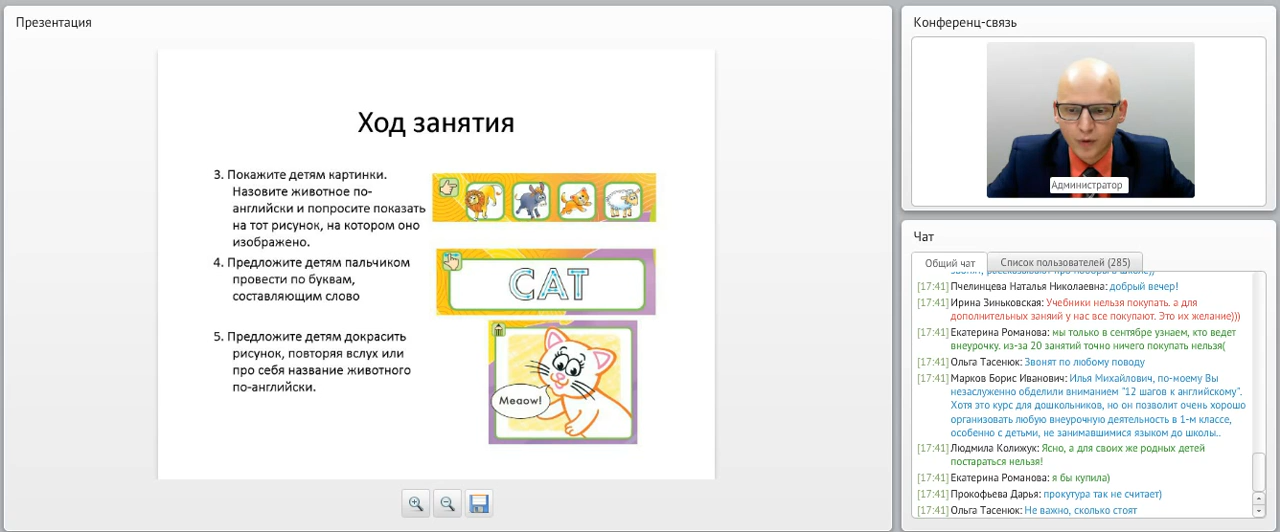 Презентация
Ход занятия
3. Покажите детям картинки.
Назовите животное по-
английски и попросите показать
на тот рисунок, на котором оно
изображено.
4. Предложите детям пальчиком
провести по буквам,
составляющим слово
5. Предложите детям докрасить
рисунок, повторяя вслух или
про себя название животного
по-английски.
CAT
Meaow!
Конференц-связь
Администратор
Чат
Общий чат
Список пользователей (285)
[17:41] Пчелинцева Наталья Николаевна: добрый вечер!
[17:41] Ирина Зиньковская: Учебники нельзя покупать. а для
дополнительных заняий у нас все покупают. Это их желание)))
[17:41] Екатерина Романова: мы только в сентябре узнаем, кто ведет
внеурочку. из-за 20 занятий точно ничего покупать нельзя(
[17:41] Ольга Тасенюк: Звонят по любому поводу
[17:41] Марков Борис Иванович: Илья Михайлович, по-моему Вы
незаслуженно обделили вниманием "12 шагов к английскому".
Хотя это курс для дошкольников, но он позволит очень хорошо
организовать любую внеурочную деятельность в 1-м классе,
особенно с детьми, не занимавшимися языком до школы..
[17:41] Людмила Колижук: Ясно, а для своих же родных детей
постараться нельзя!
[17:41] Екатерина Романова: я бы купила)
[17:41] Прокофьева Дарья: прокутура так не считает)
[17:41] Ольга Тасенюк: Не важно, сколько стоят